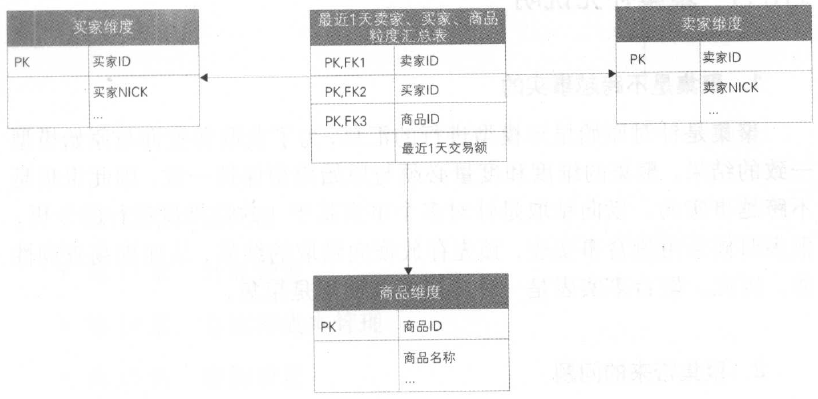 买家维度
PK 买家ID
买家NICK
...
最近1天卖家、买家、商品
粒度汇总表
PK,FK1 卖家ID
PK,FK2 买家ID
PK,FK3 商品ID
最近1天交易额
卖家维度
PK 卖家ID
卖家NICK
...
商品维度
PK 商品ID
商品名称
...